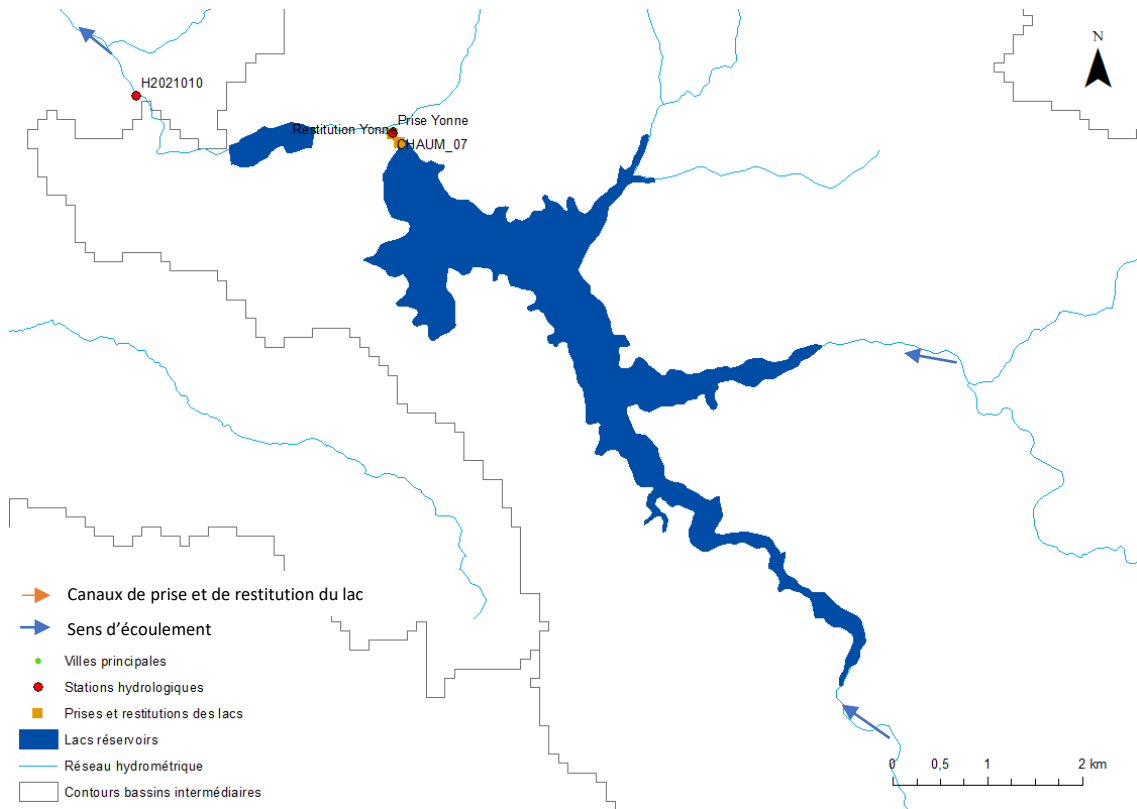 N
H2021010
Prise Yonne
Restitution Yonne
CHAUM_07
Canaux de prise et de restitution du lac
Sens d'écoulement
Villes principales
Stations hydrologiques
Prises et restitutions des lacs
Lacs réservoirs
Réseau hydrométrique
Contours bassins intermédiaires
0 0,5 1 2 km